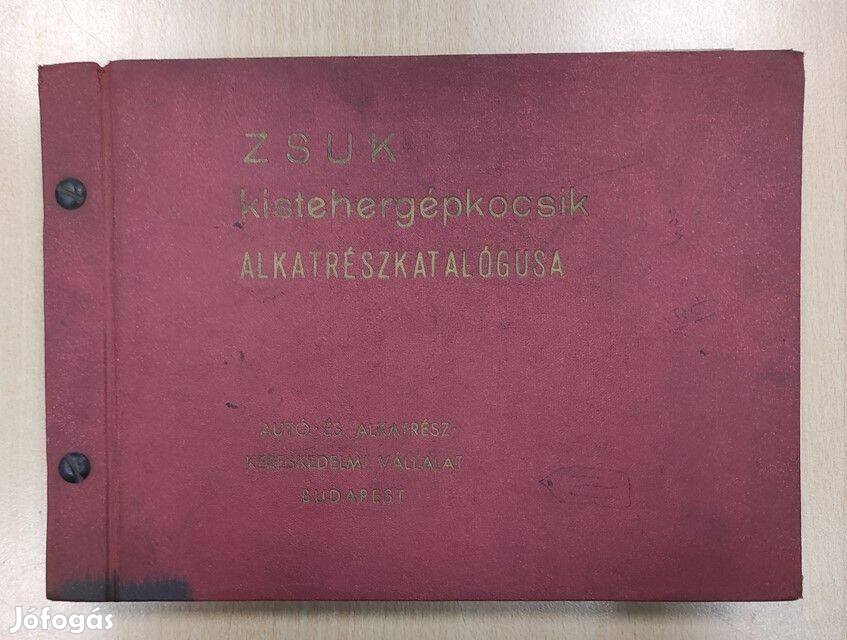 ZSUK
kistehergépkocsik
ALKATRÉSZKATALÓGUSA
AUTÓ ÉS ALKATRÉSZ
KERESKEDELMI VÁLLALAT
BUDAPEST
Jófogás